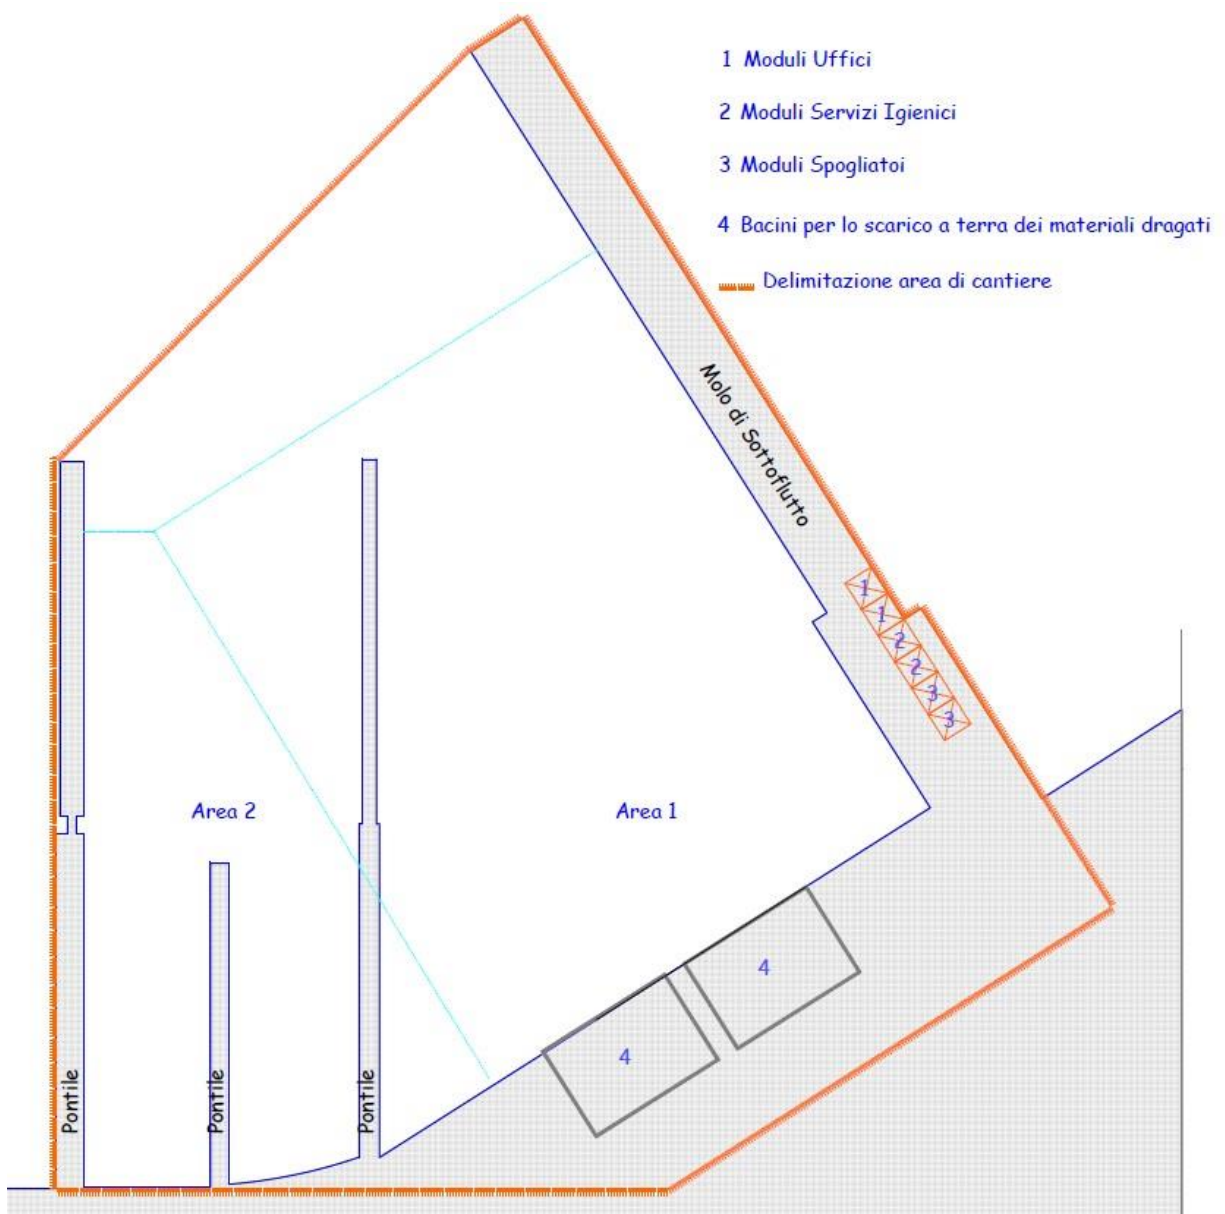 1 Moduli Uffici
2 Moduli Servizi Igienici
3 Moduli Spogliatoi
4 Bacini per lo scarico a terra dei materiali dragati
Delimitazione area di cantiere
Molo di Sottoflutto
1
1
2
2
3
3
Area 2
Area 1
4
4
Pontile
Pontile
Pontile